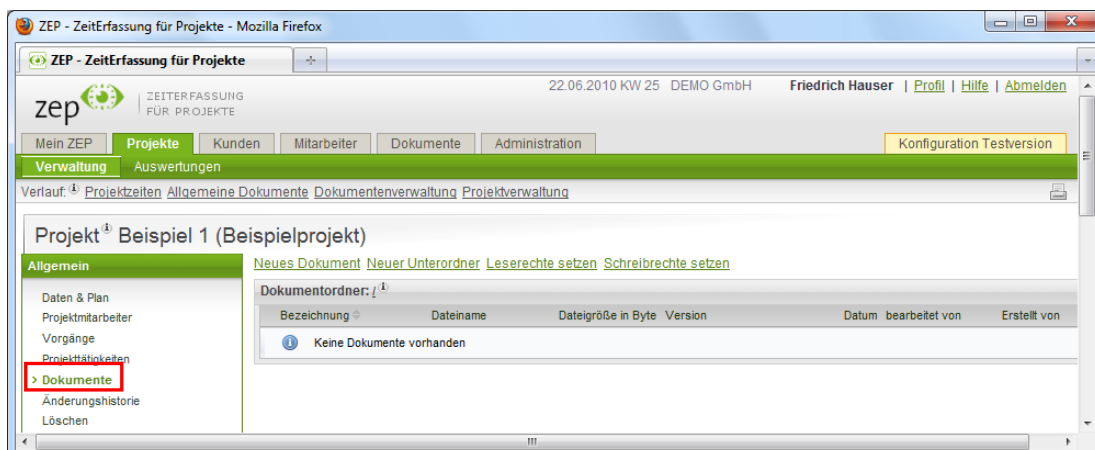 ZEP - ZeitErfassung für Projekte - Mozilla Firefox
ZEP - ZeitErfassung für Projekte
22.06.2010 KW 25 DEMO GmbH Friedrich Hauser | Profil | Hilfe | Abmelden
zep ZEITERFASSUNG
FÜR PROJEKTE
Mein ZEP Projekte Kunden Mitarbeiter Dokumente Administration Konfiguration Testversion
Verwaltung Auswertungen
Verlauf: Projektzeiten Allgemeine Dokumente Dokumentenverwaltung Projektverwaltung
Projekt Beispiel 1 (Beispielprojekt)
Allgemein Neues Dokument Neuer Unterordner Leserechte setzen Schreibrechte setzen
Dokumentordner: /
Daten & Plan
Bezeichnung Dateiname Dateigröße in Byte Version Datum bearbeitet von Erstellt von
Projektmitarbeiter
Vorgänge
Keine Dokumente vorhanden
Projekttätigkeiten
> Dokumente
Änderungshistorie
Löschen